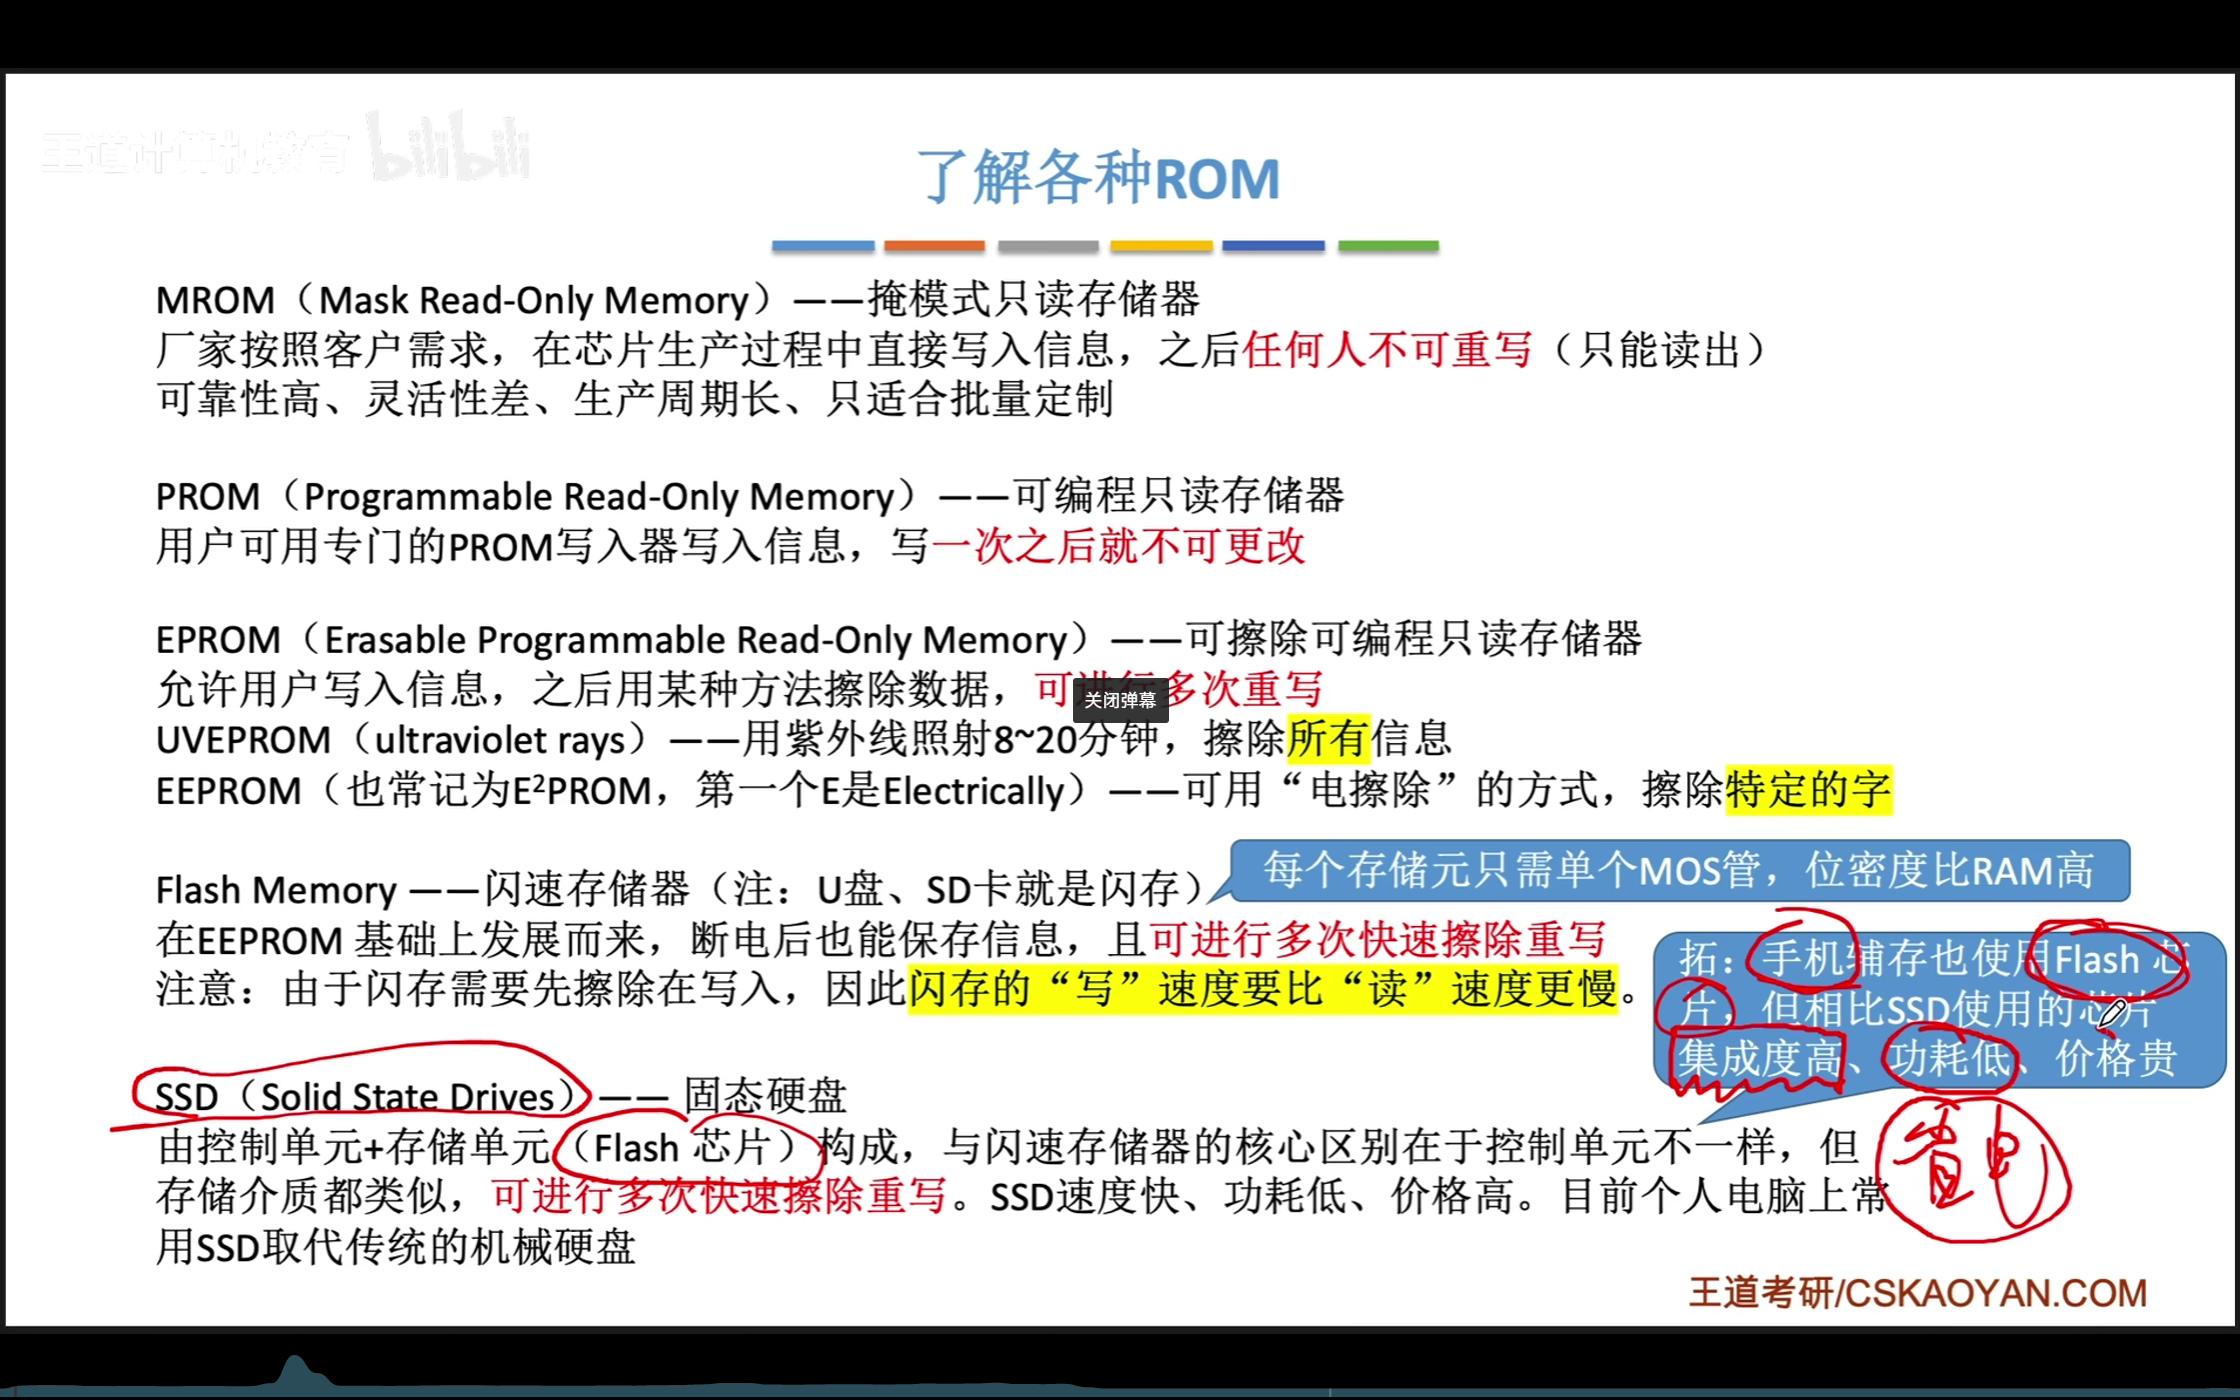 王道计算机教育 bilibili
了解各种ROM
MROM（Mask Read-Only Memory）——掩模式只读存储器
厂家按照客户需求，在芯片生产过程中直接写入信息，之后任何人不可重写（只能读出）
可靠性高、灵活性差、生产周期长、只适合批量定制
PROM（Programmable Read-Only Memory）——可编程只读存储器
用户可用专门的PROM写入器写入信息，写一次之后就不可更改
EPROM（Erasable Programmable Read-Only Memory）——可擦除可编程只读存储器
允许用户写入信息，之后用某种方法擦除数据，可进行多次重写
关闭弹幕
UVEPROM（ultraviolet rays）——用紫外线照射8~20分钟，擦除所有信息
EEPROM（也常记为E²PROM，第一个E是Electrically）——可用“电擦除”的方式，擦除特定的字
Flash Memory ——闪速存储器（注：U盘、SD卡就是闪存）
每个存储元只需单个MOS管，位密度比RAM高
在EEPROM 基础上发展而来，断电后也能保存信息，且可进行多次快速擦除重写
注意：由于闪存需要先擦除在写入，因此闪存的“写”速度要比“读”速度更慢。
拓：手机辅存也使用Flash 芯
片，但相比SSD使用的芯片
集成度高、功耗低、价格贵
SSD（Solid State Drives）—— 固态硬盘
由控制单元+存储单元（Flash 芯片）构成，与闪速存储器的核心区别在于控制单元不一样，但
存储介质都类似，可进行多次快速擦除重写。SSD速度快、功耗低、价格高。目前个人电脑上常
用SSD取代传统的机械硬盘
省电
王道考研/CSKAOYAN.COM